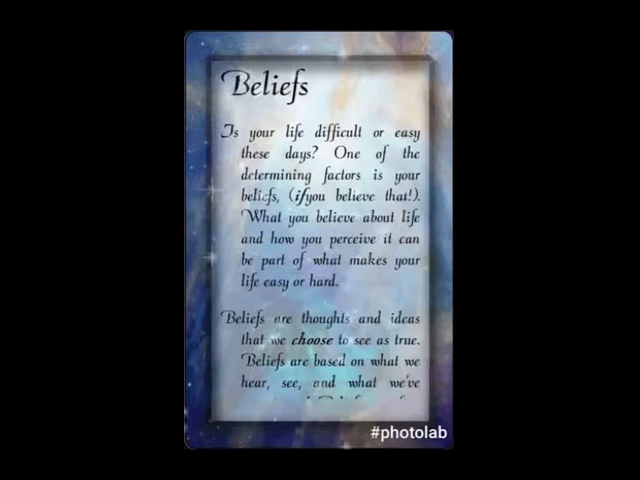 Beliefs
Is your life difficult or easy
these days? One of the
determining factors is your
beliefs, (ifyou believe that!).
What you believe about life
and how you perceive it can
be part of what makes your
life easy or hard.
Beliefs are thoughts and ideas
that we choose to see as true.
Beliefs are based on what we
hear, see, and what we've
#photolab